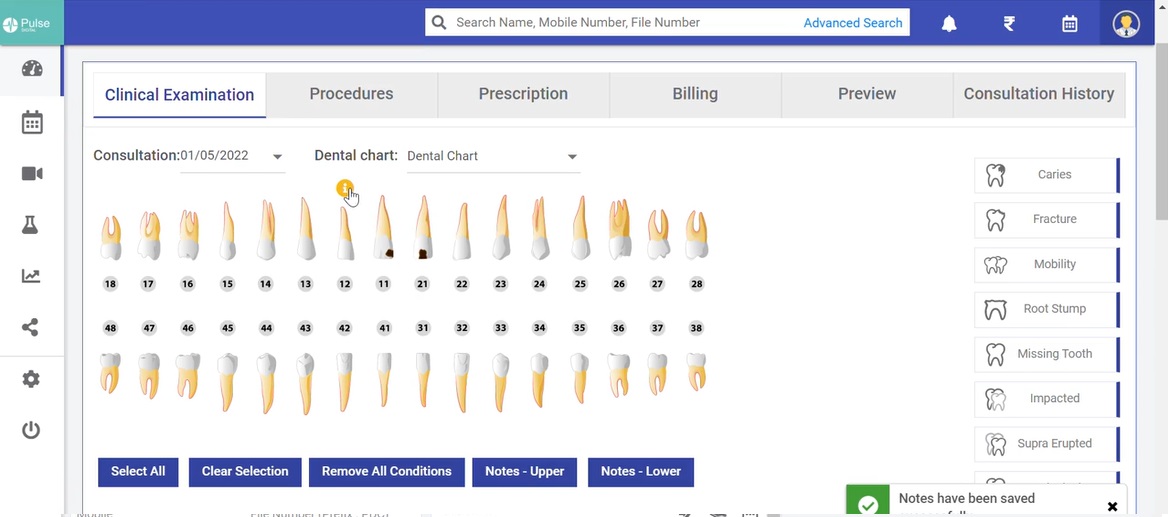 Pulse
DENTAL
Search Name, Mobile Number, File Number
Advanced Search
Clinical Examination
Procedures
Prescription
Billing
Preview
Consultation History
Consultation:
01/05/2022
Dental chart:
Dental Chart
18 17 16 15 14 13 12 11 21 22 23 24 25 26 27 28
48 47 46 45 44 43 42 41 31 32 33 34 35 36 37 38
Caries
Fracture
Mobility
Root Stump
Missing Tooth
Impacted
Supra Erupted
Select All
Clear Selection
Remove All Conditions
Notes - Upper
Notes - Lower
Notes have been saved